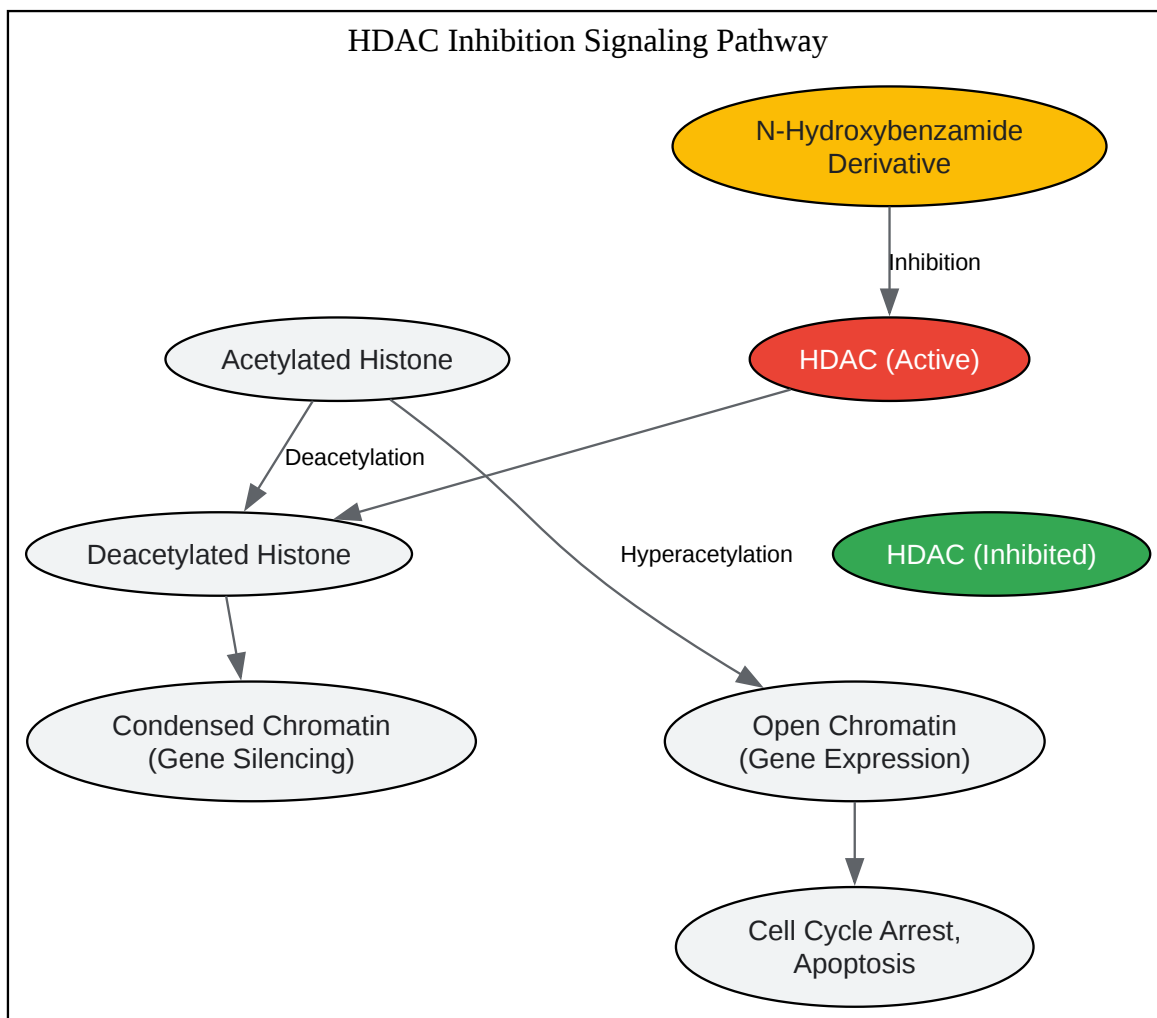 HDAC Inhibition Signaling Pathway
N-Hydroxybenzamide
Derivative
Inhibition
Acetylated Histone
HDAC (Active)
Deacetylation
Deacetylated Histone
Hyperacetylation
HDAC (Inhibited)
Condensed Chromatin
(Gene Silencing)
Open Chromatin
(Gene Expression)
Cell Cycle Arrest,
Apoptosis